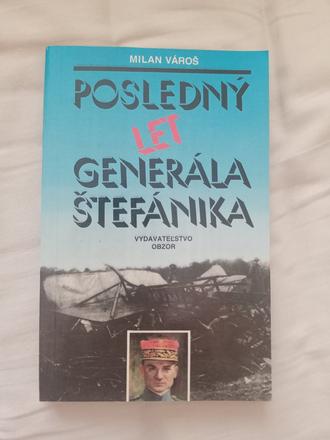 MILAN VÁROŠ
POSLEDNÝ
LET
GENERÁLA
ŠTEFÁNIKA
VYDAVATEĽSTVO
OBZOR